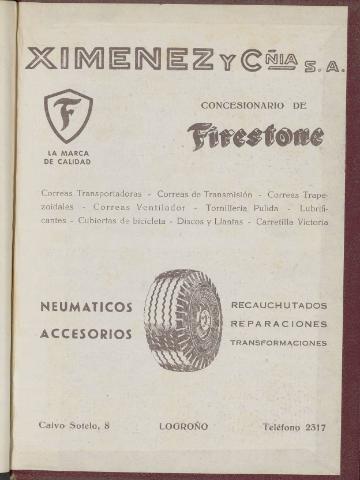 XIMENEZ Y CÑIA S. A.
CONCESIONARIO DE
Firestone
F
LA MARCA
DE CALIDAD
Correas Transportadoras - Correas de Transmisión - Correas Trape-
zoidales - Correas Ventilador - Tornillería Pulida - Lubrifi-
cantes - Cubiertas de bicicleta - Discos y Llantas - Carretilla Victoria
NEUMATICOS
ACCESORIOS
RECAUCHUTADOS
REPARACIONES
TRANSFORMACIONES
Calvo Sotelo, 8 LOGROÑO Teléfono 2317